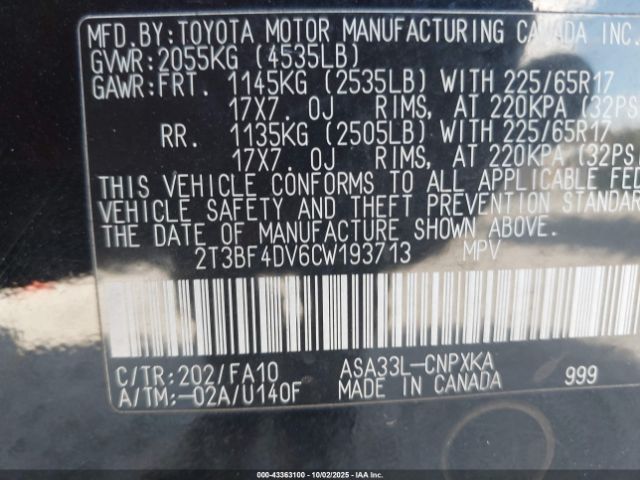 MFD.BY:TOYOTA MOTOR MANUFACTURING CANADA INC.
GVWR:2055KG (4535LB)
GAWR:FRT. 1145KG (2535LB) WITH 225/65R17
17X7.0J RIMS, AT 220KPA (32PS
RR. 1135KG (2505LB) WITH 225/65R17
17X7.0J RIMS, AT 220KPA (32PS
THIS VEHICLE CONFORMS TO ALL APPLICABLE FED
VEHICLE SAFETY AND THEFT PREVENTION STANDAR
THE DATE OF MANUFACTURE SHOWN ABOVE.
2T3BF4DV6CW193713 MPV
C/TR:202/FA10 ASA33L-CNPXKA
A/TM:-02A/U140F MADE IN CANADA 999
000-43363100 - 10/02/2025 - IAAI.COM